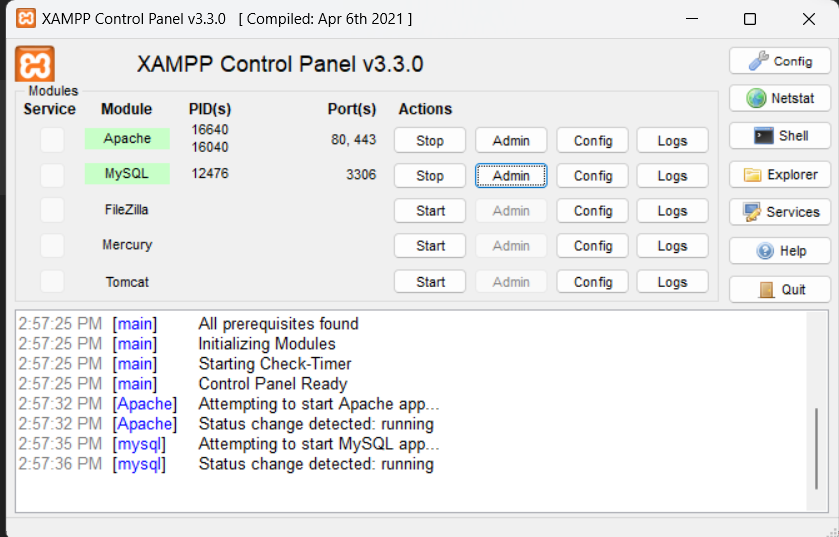 XAMPP Control Panel v3.3.0 [ Compiled: Apr 6th 2021 ]
XAMPP Control Panel v3.3.0
Config
Modules
Service Module PID(s) Port(s) Actions
Netstat
Apache 16640 16040 80, 443 Stop Admin Config Logs
Shell
MySQL 12476 3306 Stop Admin Config Logs
Explorer
FileZilla Start Admin Config Logs
Services
Mercury Start Admin Config Logs
Help
Tomcat Start Admin Config Logs
Quit
2:57:25 PM [main] All prerequisites found
2:57:25 PM [main] Initializing Modules
2:57:25 PM [main] Starting Check-Timer
2:57:25 PM [main] Control Panel Ready
2:57:32 PM [Apache] Attempting to start Apache app...
2:57:32 PM [Apache] Status change detected: running
2:57:35 PM [mysql] Attempting to start MySQL app...
2:57:36 PM [mysql] Status change detected: running